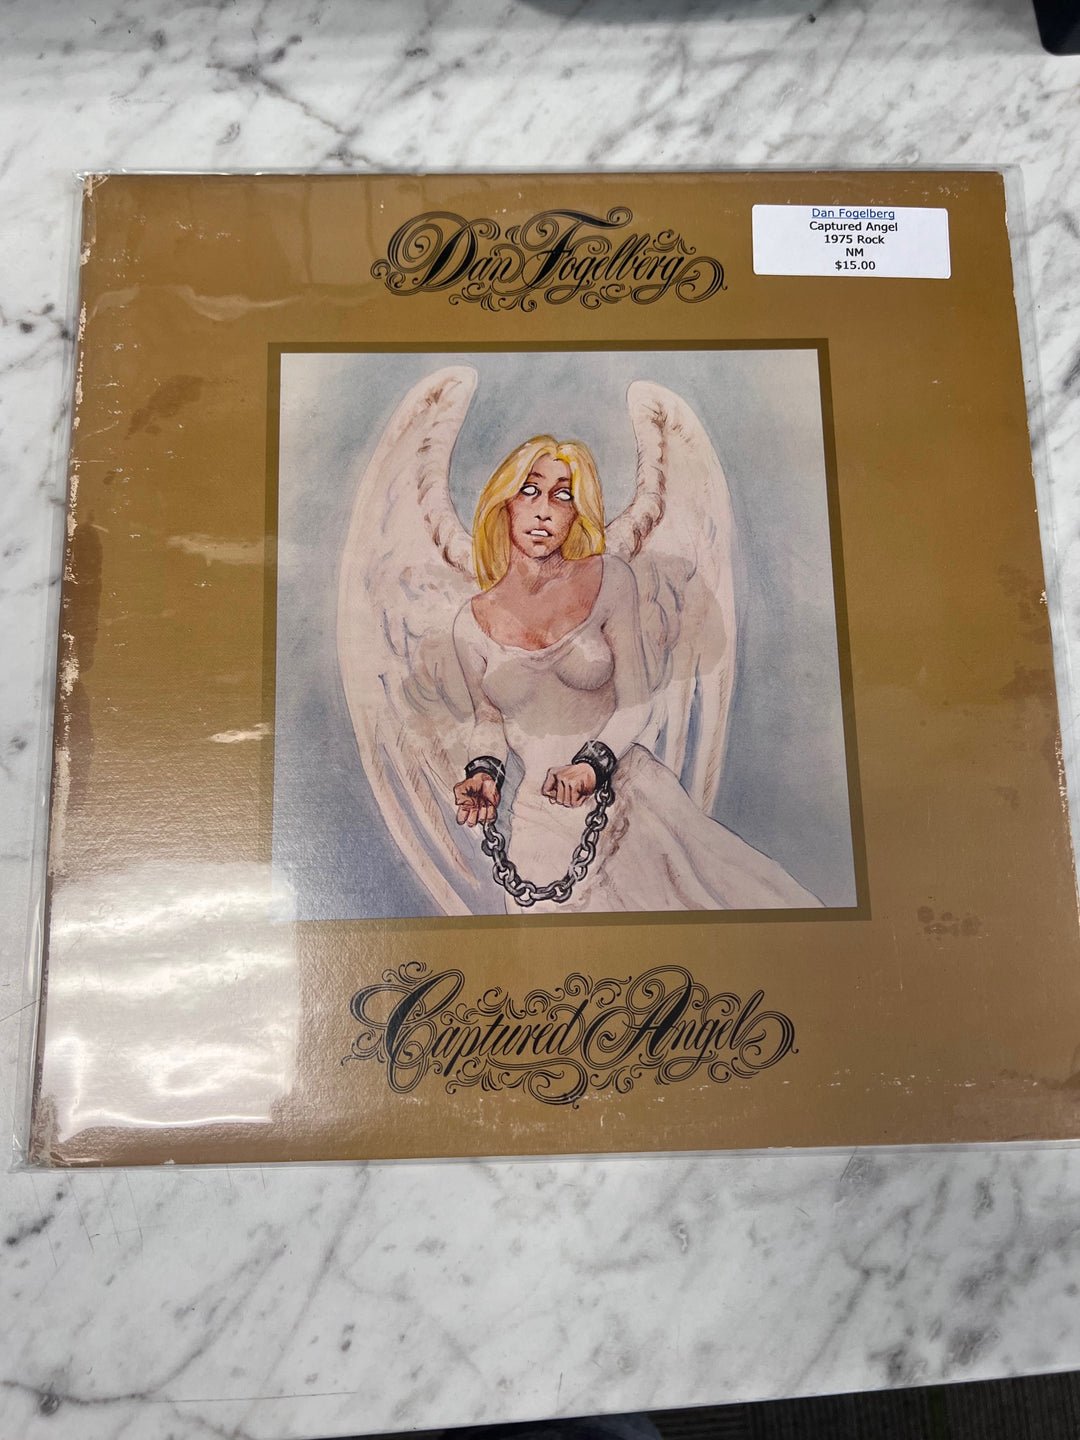 Dan Fogelberg
Dan Fogelberg
Captured Angel
1975 Rock
NM
$15.00
Captured Angel